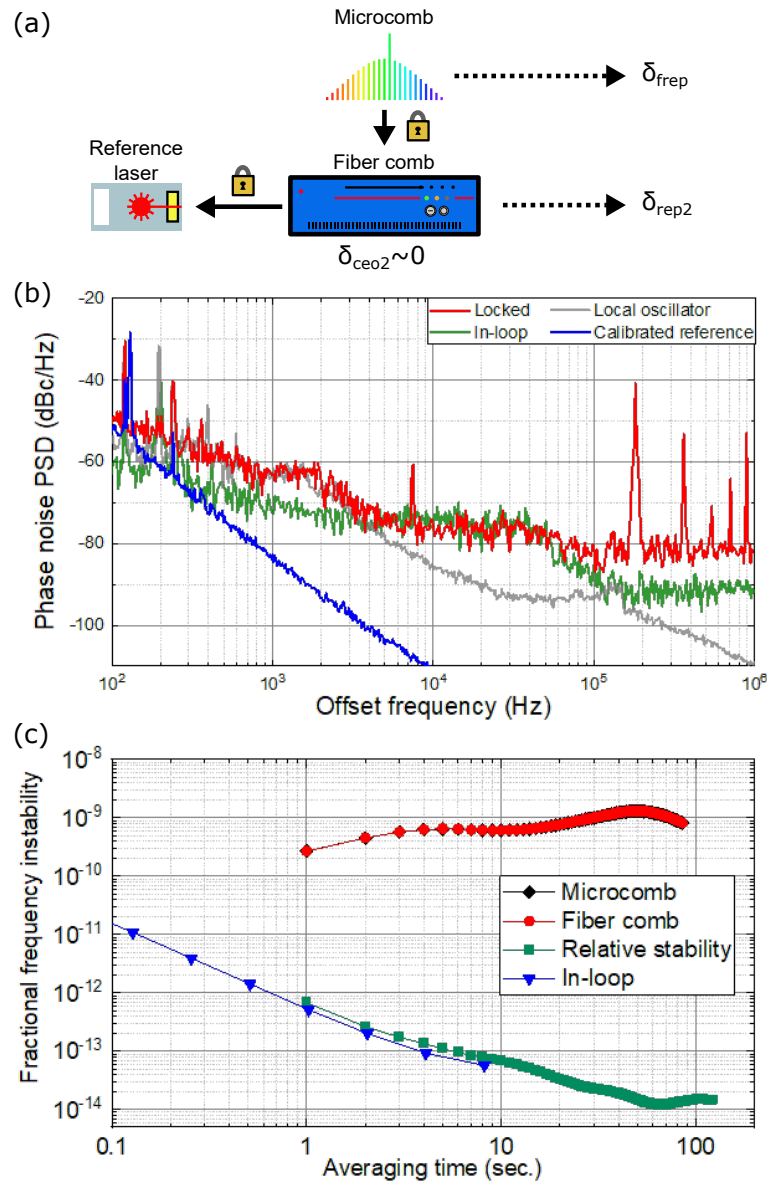 (a)
Microcomb
δfrep
Reference
laser
Fiber comb
δrep2
δceo2~0
(b)
-20
-40
-60
-80
-100
Phase noise PSD (dBc/Hz)
Locked
Local oscillator
In-loop
Calibrated reference
10² 10³ 10⁴ 10⁵ 10⁶
Offset frequency (Hz)
(c)
10⁻⁸
10⁻⁹
10⁻¹⁰
10⁻¹¹
10⁻¹²
10⁻¹³
10⁻¹⁴
Fractional frequency instability
Microcomb
Fiber comb
Relative stability
In-loop
0.1 1 10 100
Averaging time (sec.)